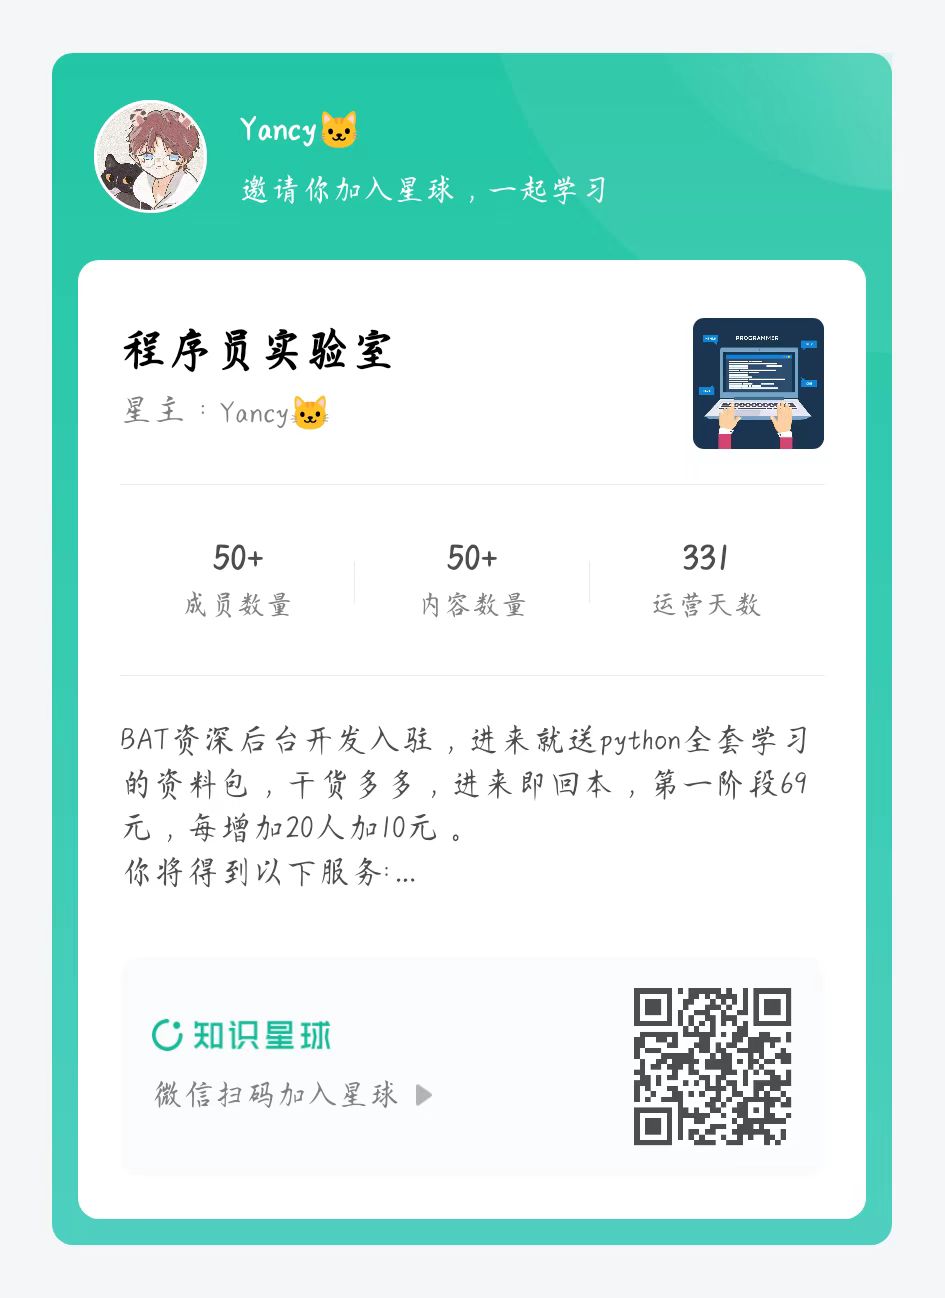 Yancy🐱
邀请你加入星球，一起学习
程序员实验室
PROGRAMMER
星主：Yancy🐱
50+
50+
331
成员数量
内容数量
运营天数
BAT资深后台开发入驻，进来就送python全套学习
的资料包，干货多多，进来即回本，第一阶段69
元，每增加20人加10元。
你将得到以下服务:...
知识星球
微信扫码加入星球 ▶